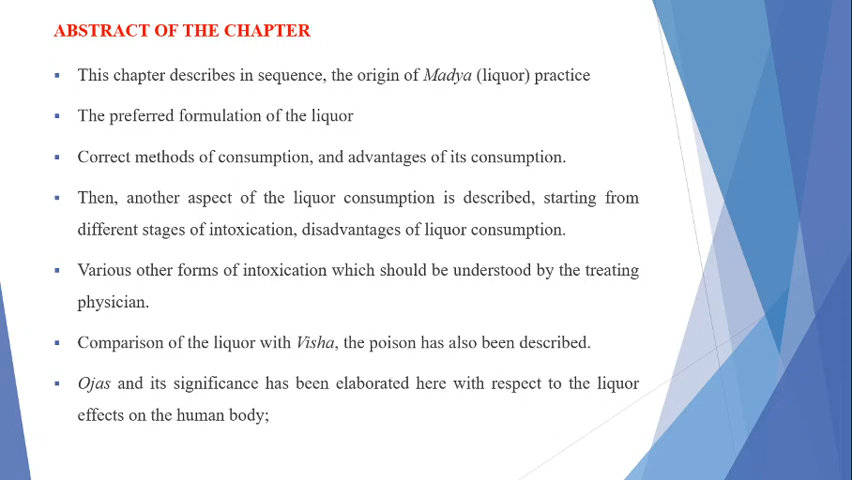 ABSTRACT OF THE CHAPTER
▪ This chapter describes in sequence, the origin of Madya (liquor) practice
▪ The preferred formulation of the liquor
▪ Correct methods of consumption, and advantages of its consumption.
▪ Then, another aspect of the liquor consumption is described, starting from
different stages of intoxication, disadvantages of liquor consumption.
▪ Various other forms of intoxication which should be understood by the treating
physician.
▪ Comparison of the liquor with Visha, the poison has also been described.
▪ Ojas and its significance has been elaborated here with respect to the liquor
effects on the human body;